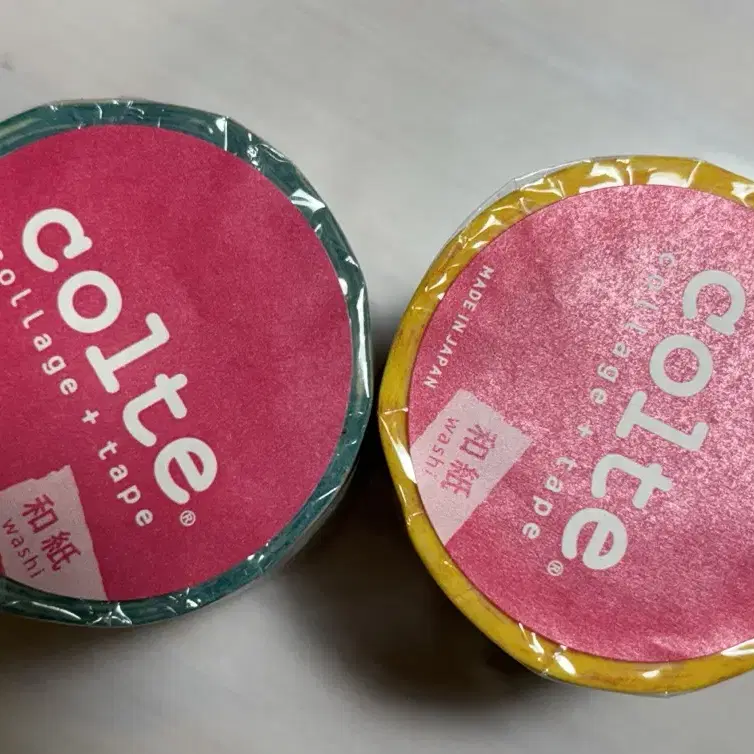 colte®
collage + tape
和紙
washi
MADE IN JAPAN
colte®
collage + tape
和紙
washi